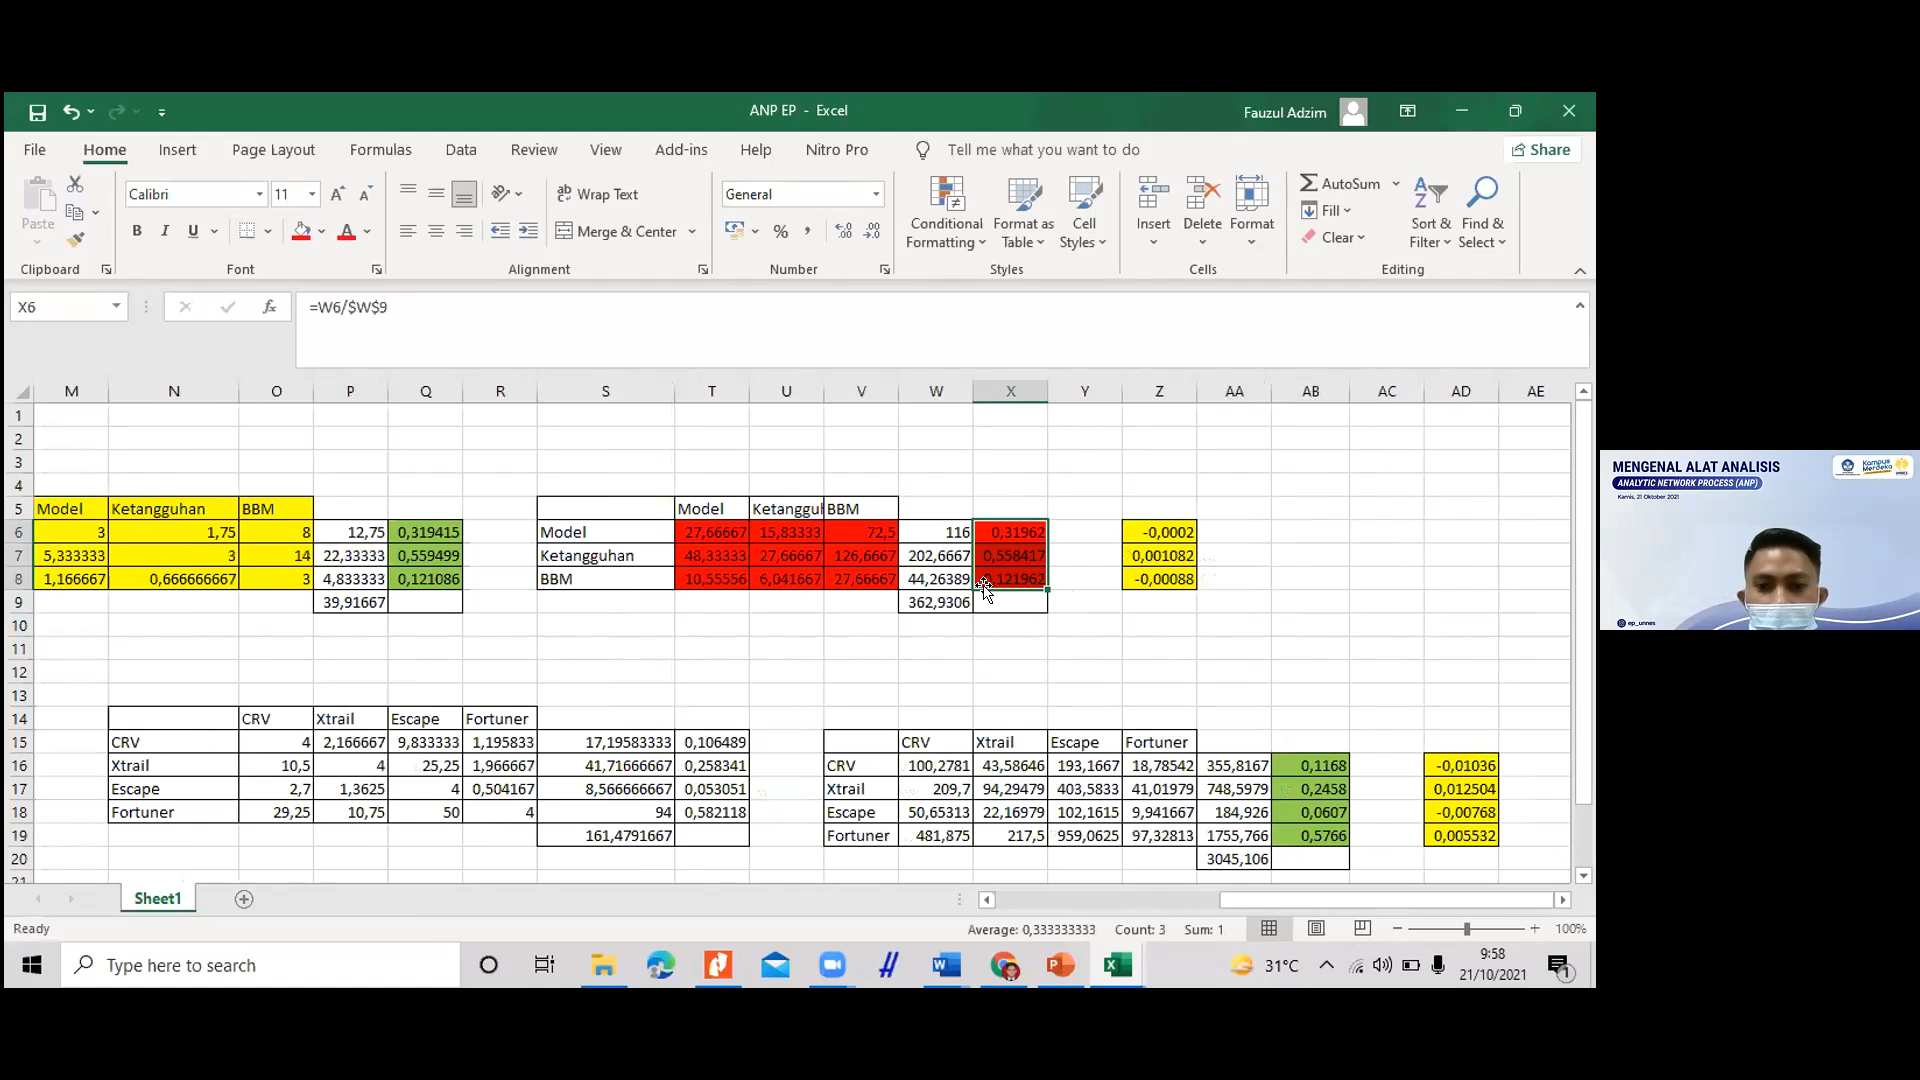 ANP EP - Excel
Fauzul Adzim
File Home Insert Page Layout Formulas Data Review View Add-ins Help Nitro Pro Tell me what you want to do Share
Paste
Calibri 11
B I U
Wrap Text
Merge & Center
General
Conditional Formatting
Format as Table
Cell Styles
Insert Delete Format
AutoSum
Fill
Clear
Sort & Filter
Find & Select
Clipboard Font Alignment Number Styles Cells Editing
X6 fx =W6/$W$9
M N O P Q R S T U V W X Y Z AA AB AC AD AE
1
2
3
4
5 Model Ketangguhan BBM Model Ketangguh BBM
6 3 1,75 8 12,75 0,319415 Model 27,66667 15,83333 72,5 116 0,31962 -0,0002
7 5,333333 3 14 22,33333 0,559499 Ketangguhan 48,33333 27,66667 126,6667 202,6667 0,558417 0,001082
8 1,166667 0,666666667 3 4,833333 0,121086 BBM 10,55556 6,041667 27,66667 44,26389 0,121962 -0,00088
9 39,91667 362,9306
10
11
12
13
14 CRV Xtrail Escape Fortuner
15 CRV 4 2,166667 9,833333 1,195833 17,19583333 0,106489 CRV Xtrail Escape Fortuner
16 Xtrail 10,5 4 25,25 1,966667 41,71666667 0,258341 CRV 100,2781 43,58646 193,1667 18,78542 355,8167 0,1168 -0,01036
17 Escape 2,7 1,3625 4 0,504167 8,566666667 0,053051 Xtrail 209,7 94,29479 403,5833 41,01979 748,5979 0,2458 0,012504
18 Fortuner 29,25 10,75 50 4 94 0,582118 Escape 50,65313 22,16979 102,1615 9,941667 184,926 0,0607 -0,00768
19 161,4791667 Fortuner 481,875 217,5 959,0625 97,32813 1755,766 0,5766 0,005532
20 3045,106
21
Sheet1
Ready Average: 0,333333333 Count: 3 Sum: 1 100%
Type here to search
31°C
9:58
21/10/2021
MENGENAL ALAT ANALISIS
ANALYTIC NETWORK PROCESS (ANP)
Kamis, 21 Oktober 2021
Kampus Merdeka
ep_unnes